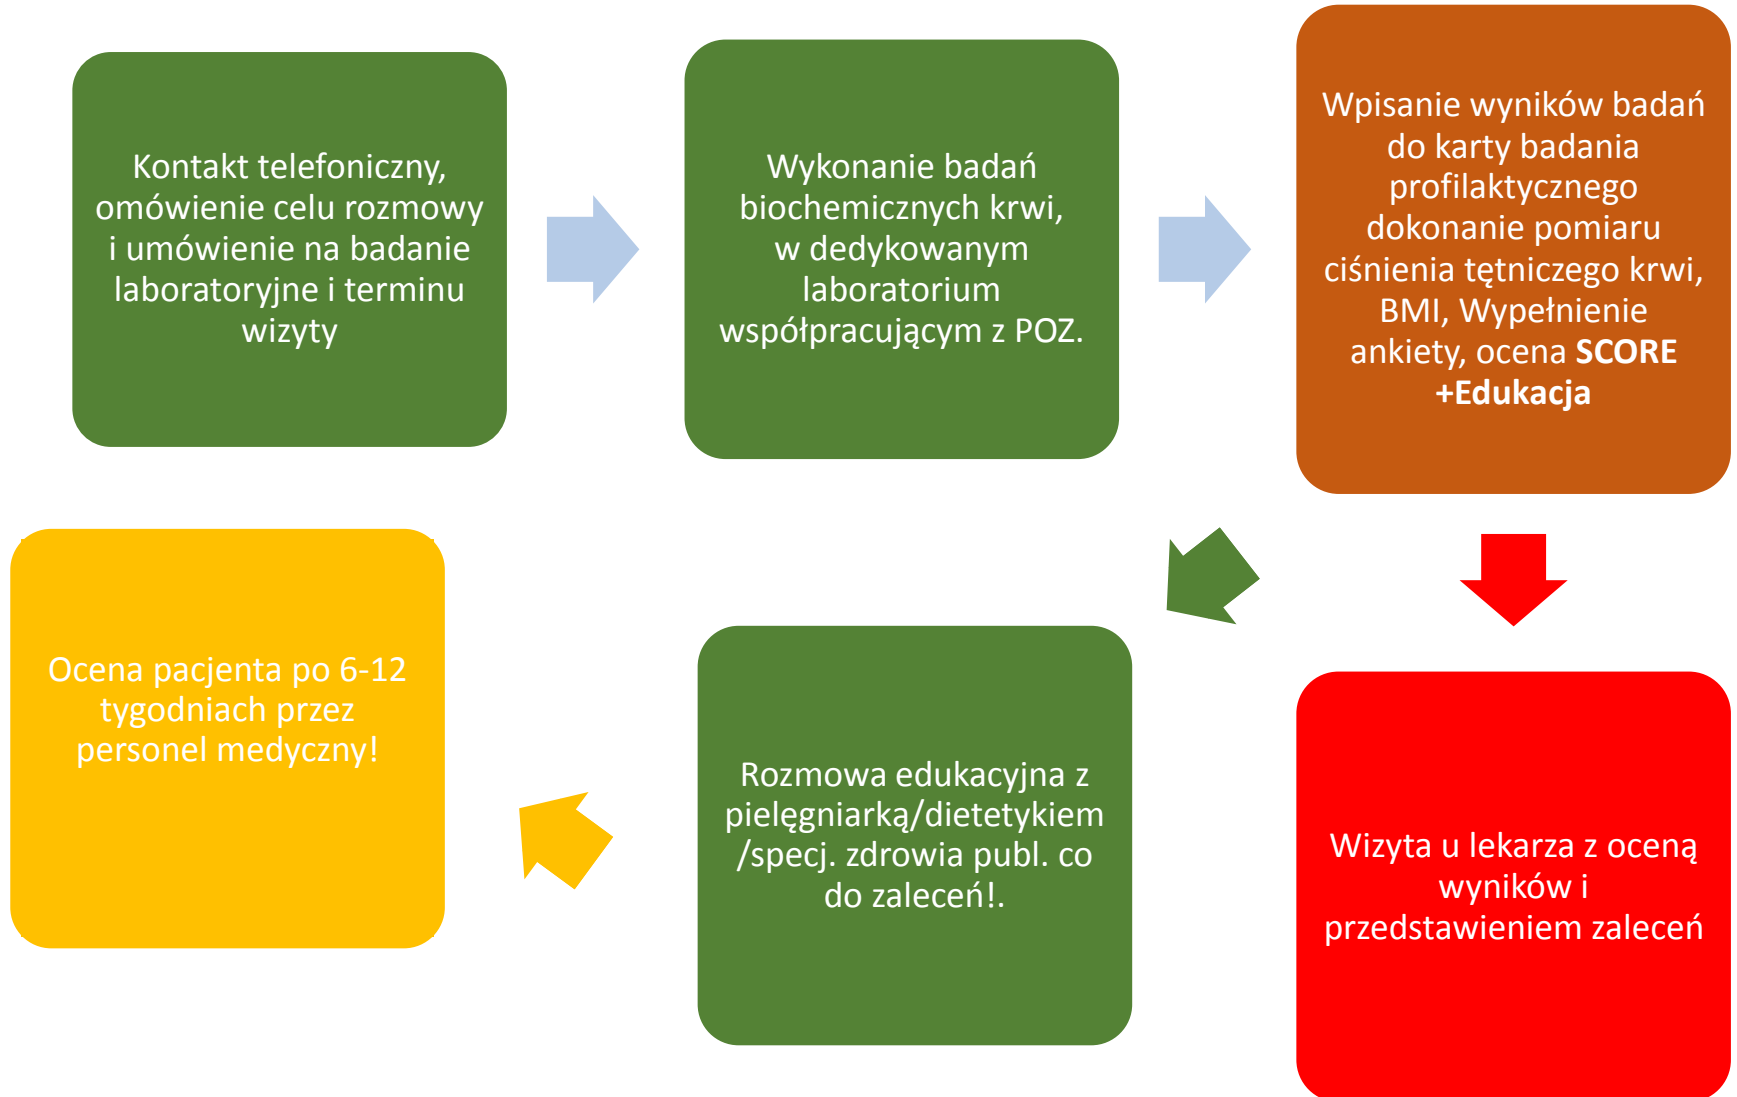 Kontakt telefoniczny,
omówienie celu rozmowy
i umówienie na badanie
laboratoryjne i terminu
wizyty
Wykonanie badań
biochemicznych krwi,
w dedykowanym
laboratorium
współpracującym z POZ.
Wpisanie wyników badań
do karty badania
profilaktycznego
dokonanie pomiaru
ciśnienia tętniczego krwi,
BMI, Wypełnienie
ankiety, ocena SCORE
+Edukacja
Ocena pacjenta po 6-12
tygodniach przez
personel medyczny!
Rozmowa edukacyjna z
pielęgniarką/dietetykiem
/specj. zdrowia publ. co
do zaleceń!.
Wizyta u lekarza z oceną
wyników i
przedstawieniem zaleceń